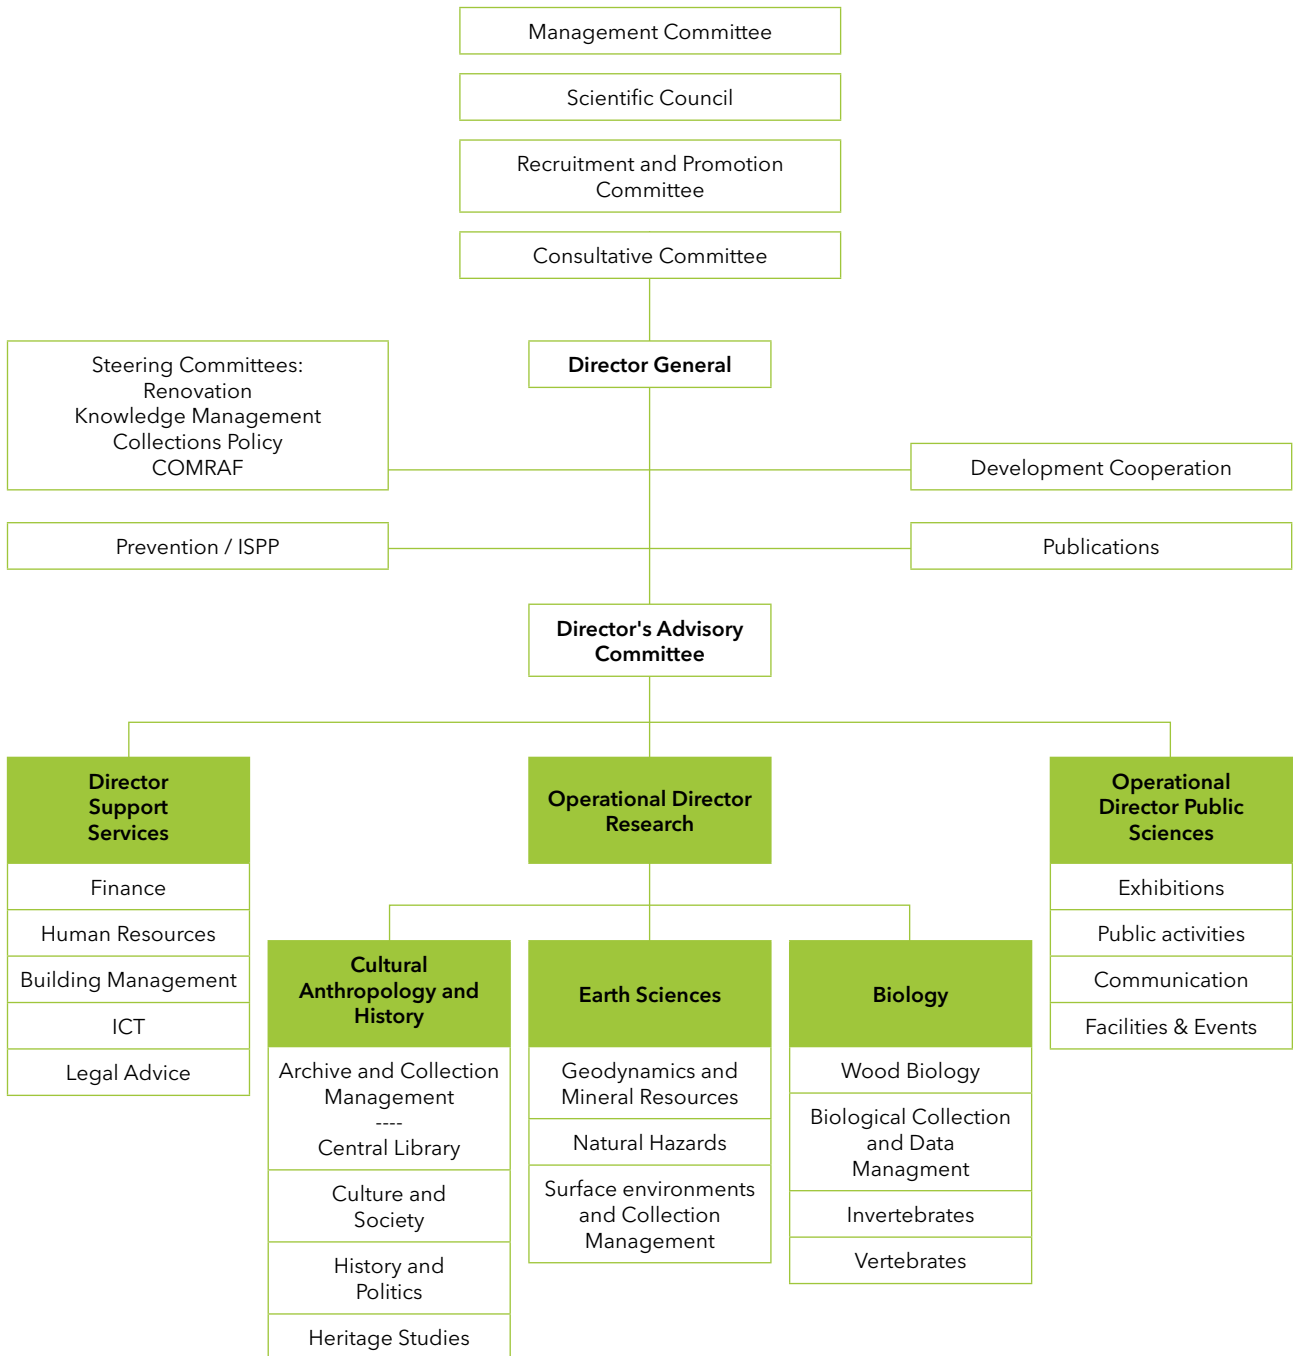 Management Committee
Scientific Council
Recruitment and Promotion
Committee
Consultative Committee
Director General
Steering Committees:
Renovation
Knowledge Management
Collections Policy
COMRAF
Development Cooperation
Prevention / ISPP
Publications
Director's Advisory
Committee
Director
Support
Services
Finance
Human Resources
Building Management
ICT
Legal Advice
Operational Director
Research
Cultural
Anthropology and
History
Archive and Collection
Management
----
Central Library
Culture and
Society
History and
Politics
Heritage Studies
Earth Sciences
Geodynamics and
Mineral Resources
Natural Hazards
Surface environments
and Collection
Management
Biology
Wood Biology
Biological Collection
and Data
Managment
Invertebrates
Vertebrates
Operational
Director Public
Sciences
Exhibitions
Public activities
Communication
Facilities & Events